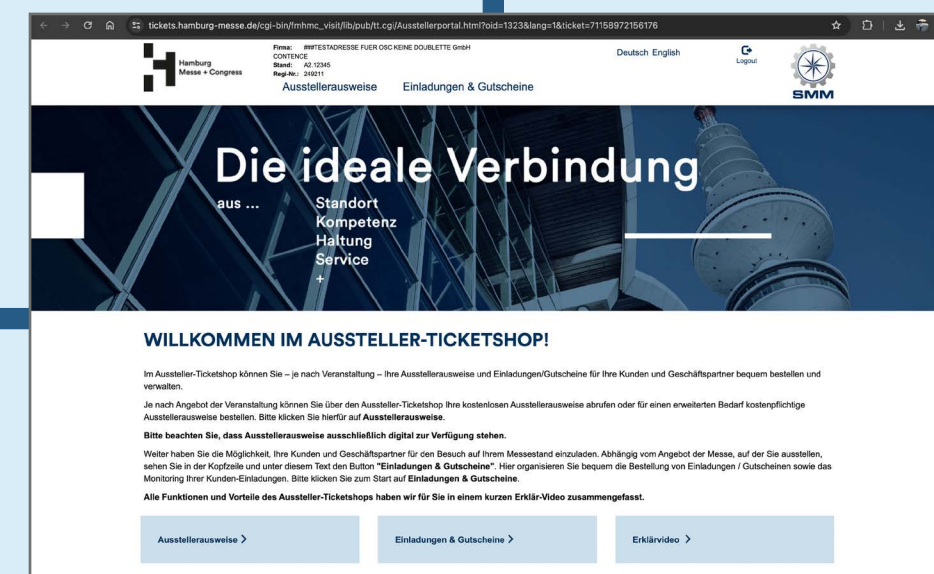 tickets.hamburg-messe.de/cgi-bin/fmhmc_visit/lib/pub/tt.cgi/Ausstellerportal.html?oid=1323&lang=1&ticket=71158972156176
Hamburg
Messe + Congress
Firma: ###TESTADRESSE FUER OSC KEINE DOUBLETTE GmbH
CONTENCE
Stand: A2.12345
Regi-Nr.: 249211
Deutsch English
Logout
SMM
Ausstellerausweise Einladungen & Gutscheine
Die ideale Verbindung
aus ... Standort
Kompetenz
Haltung
Service
+
WILLKOMMEN IM AUSSTELLER-TICKETSHOP!
Im Aussteller-Ticketshop können Sie – je nach Veranstaltung – Ihre Ausstellerausweise und Einladungen/Gutscheine für Ihre Kunden und Geschäftspartner bequem bestellen und
verwalten.
Je nach Angebot der Veranstaltung können Sie über den Aussteller-Ticketshop Ihre kostenlosen Ausstellerausweise abrufen oder für einen erweiterten Bedarf kostenpflichtige
Ausstellerausweise bestellen. Bitte klicken Sie hierfür auf Ausstellerausweise.
Bitte beachten Sie, dass Ausstellerausweise ausschließlich digital zur Verfügung stehen.
Weiter haben Sie die Möglichkeit, Ihre Kunden und Geschäftspartner für den Besuch auf Ihrem Messestand einzuladen. Abhängig vom Angebot der Messe, auf der Sie ausstellen,
sehen Sie in der Kopfzeile und unter diesem Text den Button "Einladungen & Gutscheine". Hier organisieren Sie bequem die Bestellung von Einladungen / Gutscheinen sowie das
Monitoring Ihrer Kunden-Einladungen. Bitte klicken Sie zum Start auf Einladungen & Gutscheine.
Alle Funktionen und Vorteile des Aussteller-Ticketshops haben wir für Sie in einem kurzen Erklär-Video zusammengefasst.
Ausstellerausweise >
Einladungen & Gutscheine >
Erklärvideo >